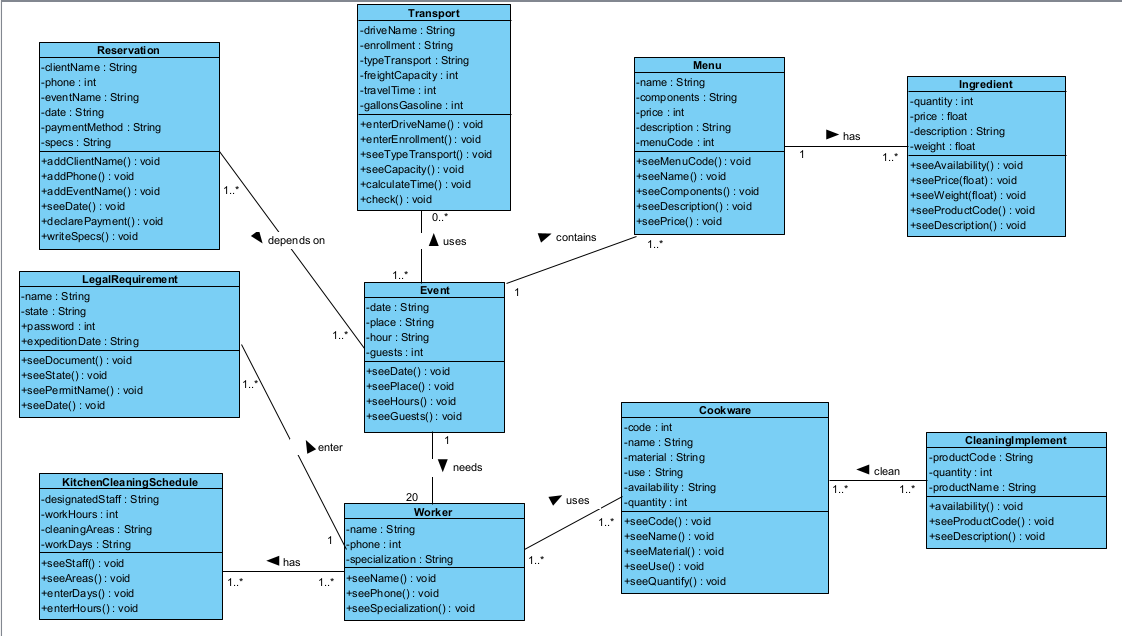 Transport
-driveName : String
-enrollment : String
-typeTransport : String
-freightCapacity : int
-travelTime : int
-gallonsGasoline : int
+enterDriveName() : void
+enterEnrollment() : void
+seeTypeTransport() : void
+seeCapacity() : void
+calculateTime() : void
+check() : void
0..*
Reservation
-clientName : String
-phone : int
-eventName : String
-date : String
-paymentMethod : String
-specs : String
+addClientName() : void
+addPhone() : void
+addEventName() : void
+seeDate() : void
+declarePayment() : void
+writeSpecs() : void
1..*
depends on
1..*
uses
1..*
Menu
-name : String
-components : String
-price : int
-description : String
-menuCode : int
+seeMenuCode() : void
+seeName() : void
+seeComponents() : void
+seeDescription() : void
+seePrice() : void
1..*
contains
1
has
1
1..*
Ingredient
-quantity : int
-price : float
-description : String
-weight : float
+seeAvailability() : void
+seePrice(float) : void
+seeWeight(float) : void
+seeProductCode() : void
+seeDescription() : void
LegalRequirement
-name : String
-state : String
+password : int
+expeditionDate : String
+seeDocument() : void
+seeState() : void
+seePermitName() : void
+seeDate() : void
1..*
enter
1
Event
-date : String
-place : String
-hour : String
-guests : int
+seeDate() : void
+seePlace() : void
+seeHours() : void
+seeGuests() : void
1
needs
20
Cookware
-code : int
-name : String
-material : String
-use : String
-availability : String
-quantity : int
+seeCode() : void
+seeName() : void
+seeMaterial() : void
+seeUse() : void
+seeQuantify() : void
clean
1..*
1..*
CleaningImplement
-productCode : String
-quantity : int
-productName : String
+availability() : void
+seeProductCode() : void
+seeDescription() : void
KitchenCleaningSchedule
-designatedStaff : String
-workHours : int
-cleaningAreas : String
-workDays : String
+seeStaff() : void
+seeAreas() : void
+enterDays() : void
+enterHours() : void
has
1..*
1..*
Worker
-name : String
-phone : int
-specialization : String
+seeName() : void
+seePhone() : void
+seeSpecialization() : void
uses
1..*
1..*